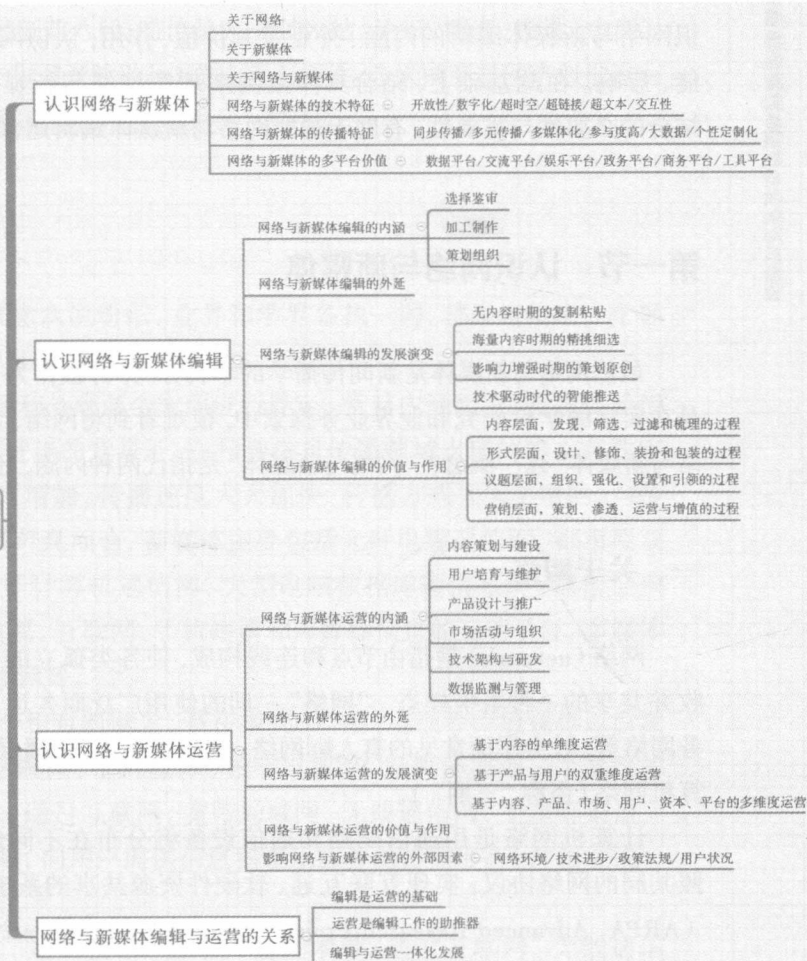 关于网络
关于新媒体
关于网络与新媒体
认识网络与新媒体
网络与新媒体的技术特征
开放性/数字化/超时空/超链接/超文本/交互性
网络与新媒体的传播特征
同步传播/多元传播/多媒体化/参与度高/大数据/个性定制化
网络与新媒体的多平台价值
数据平台/交流平台/娱乐平台/政务平台/商务平台/工具平台
认识网络与新媒体编辑
网络与新媒体编辑的内涵
选择鉴审
加工制作
策划组织
网络与新媒体编辑的外延
网络与新媒体编辑的发展演变
无内容时期的复制粘贴
海量内容时期的精挑细选
影响力增强时期的策划原创
技术驱动时代的智能推送
网络与新媒体编辑的价值与作用
内容层面，发现、筛选、过滤和梳理的过程
形式层面，设计、修饰、装扮和包装的过程
议题层面，组织、强化、设置和引领的过程
营销层面，策划、渗透、运营与增值的过程
认识网络与新媒体运营
网络与新媒体运营的内涵
内容策划与建设
用户培育与维护
产品设计与推广
市场活动与组织
技术架构与研发
数据监测与管理
网络与新媒体运营的外延
网络与新媒体运营的发展演变
基于内容的单维度运营
基于产品与用户的双重维度运营
基于内容、产品、市场、用户、资本、平台的多维度运营
网络与新媒体运营的价值与作用
影响网络与新媒体运营的外部因素
网络环境/技术进步/政策法规/用户状况
网络与新媒体编辑与运营的关系
编辑是运营的基础
运营是编辑工作的助推器
编辑与运营一体化发展